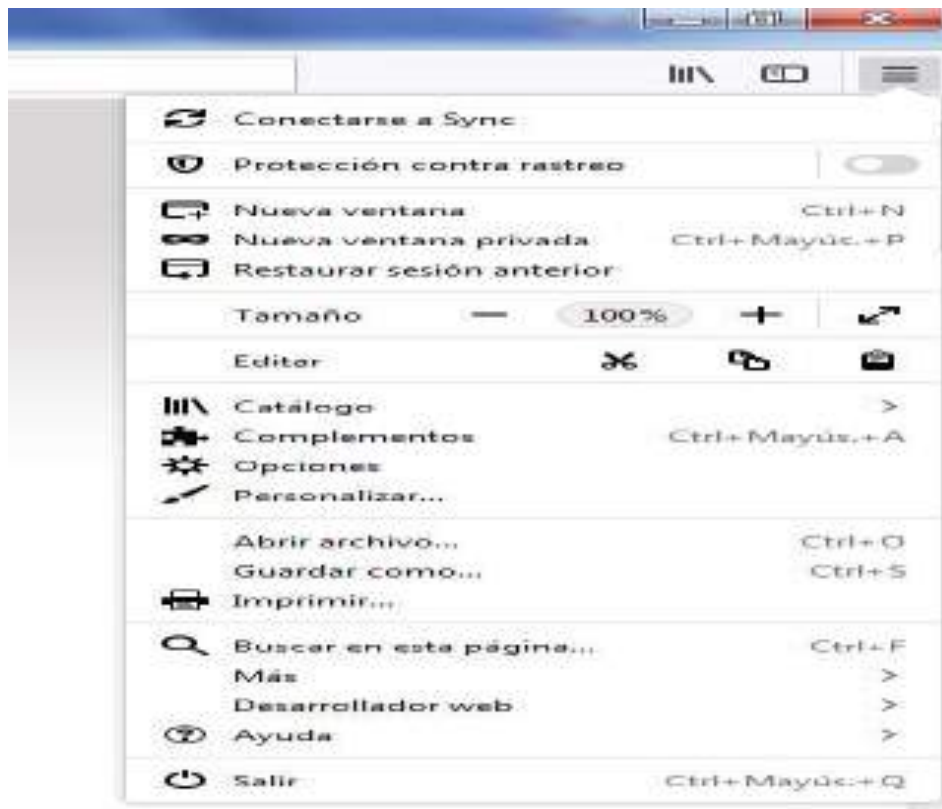 Conectarse a Sync
Protección contra rastreo
Nueva ventana Ctrl+N
Nueva ventana privada Ctrl+Mayús.+P
Restaurar sesión anterior
Tamaño 100%
Editar
Catálogo
Complementos Ctrl+Mayús.+A
Opciones
Personalizar...
Abrir archivo... Ctrl+O
Guardar como... Ctrl+S
Imprimir...
Buscar en esta página... Ctrl+F
Más
Desarrollador web
Ayuda
Salir Ctrl+Mayús.+Q